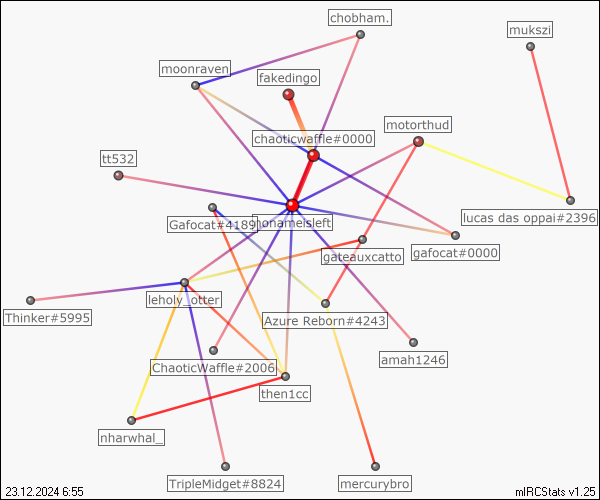 chobham.
mukszi
moonraven
fakedingo
chaoticwaffle#0000
motorthud
tt532
lucas das oppai#2396
Gafocat#4189
nonameisleft
gafocat#0000
gateauxcatto
leholy_otter
Thinker#5995
Azure Reborn#4243
amah1246
ChaoticWaffle#2006
then1cc
nharwhal_
TripleMidget#8824
mercurybro
23.12.2024 6:55
mIRCStats v1.25